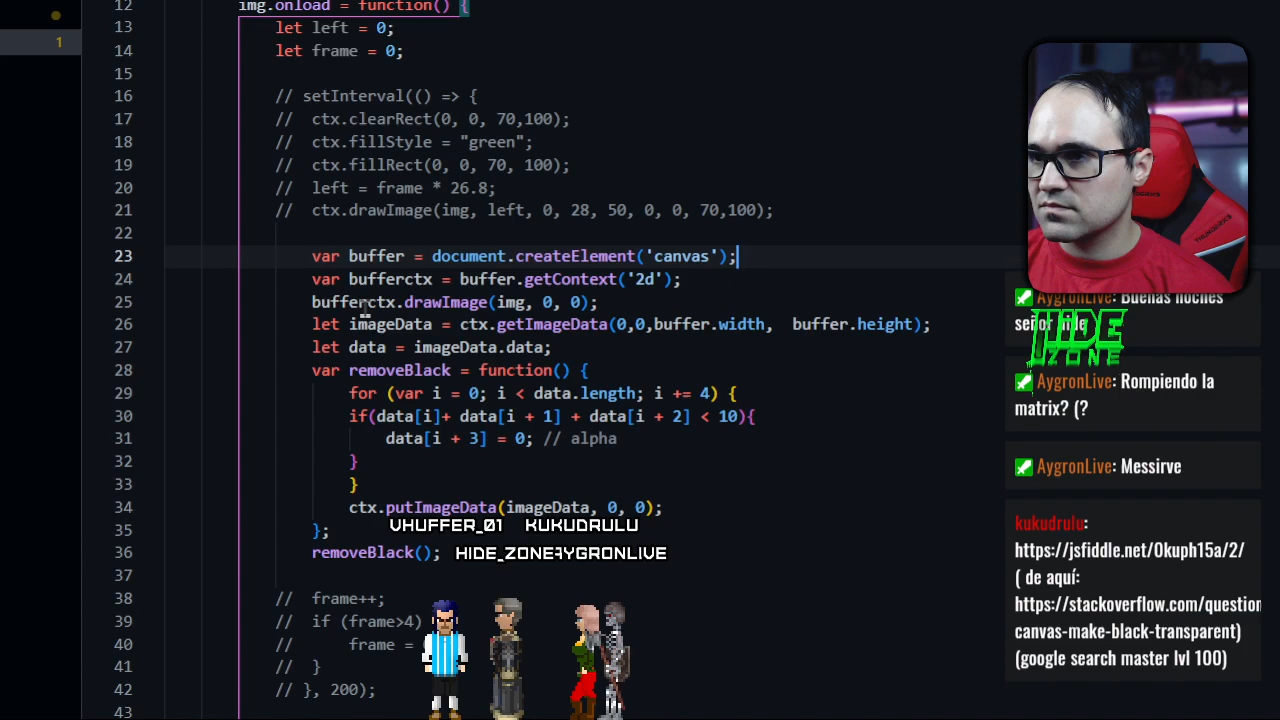 12 img.onload = function() {
13 let left = 0;
14 let frame = 0;
15
16 // setInterval(() => {
17 // ctx.clearRect(0, 0, 70,100);
18 // ctx.fillStyle = "green";
19 // ctx.fillRect(0, 0, 70, 100);
20 // left = frame * 26.8;
21 // ctx.drawImage(img, left, 0, 28, 50, 0, 0, 70,100);
22
1
23 var buffer = document.createElement('canvas');
24 var bufferctx = buffer.getContext('2d');
25 bufferctx.drawImage(img, 0, 0);
26 let imageData = ctx.getImageData(0,0,buffer.width, buffer.height);
27 let data = imageData.data;
28 var removeBlack = function() {
29 for (var i = 0; i < data.length; i += 4) {
30 if(data[i]+ data[i + 1] + data[i + 2] < 10){
31 data[i + 3] = 0; // alpha
32 }
33 }
34 ctx.putImageData(imageData, 0, 0);
35 };
36 removeBlack();
37
38 // frame++;
39 // if (frame>4)
40 // frame =
41 // }
42 // }, 200);
43
VHUFFER_01 KUKUDRULU
HIDE_ZONE AYGRONLIVE
AygronLive: Buenas noches
señor hide
HIDE
ZONE
AygronLive: Rompiendo la
matrix? (?
AygronLive: Messirve
kukudrulu:
https://jsfiddle.net/0kuph15a/2/
( de aquí:
https://stackoverflow.com/question
canvas-make-black-transparent)
(google search master lvl 100)